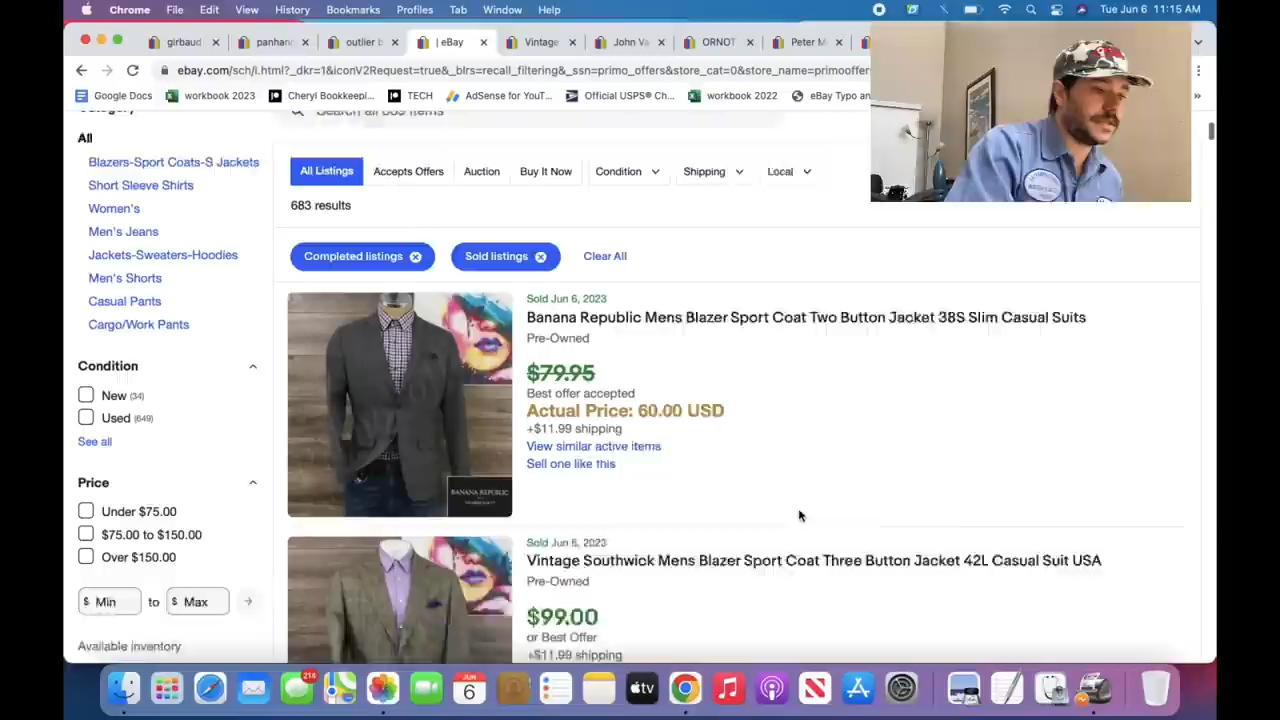 Chrome File Edit View History Bookmarks Profiles Tab Window Help Tue Jun 6 11:15 AM
girbaud panhan outlier b | eBay Vintage John Va ORNOT Peter M
ebay.com/sch/i.html?_dkr=1&iconV2Request=true&_blrs=recall_filtering&_ssn=primo_offers&store_cat=0&store_name=primooffer
Google Docs workbook 2023 Cheryl Bookkeepi... TECH AdSense for YouT... Official USPS® Ch... workbook 2022 eBay Typo an »
All
Blazers-Sport Coats-S Jackets
Short Sleeve Shirts
Women's
Men's Jeans
Jackets-Sweaters-Hoodies
Men's Shorts
Casual Pants
Cargo/Work Pants
Condition
New (34)
Used (649)
See all
Price
Under $75.00
$75.00 to $150.00
Over $150.00
$ Min to $ Max
Available inventory
All Listings Accepts Offers Auction Buy It Now Condition Shipping Local
683 results
Completed listings Sold listings Clear All
Sold Jun 6, 2023
Banana Republic Mens Blazer Sport Coat Two Button Jacket 38S Slim Casual Suits
Pre-Owned
$79.95
Best offer accepted
Actual Price: 60.00 USD
+$11.99 shipping
View similar active items
Sell one like this
BANANA REPUBLIC
Vintage Southwick Mens Blazer Sport Coat Three Button Jacket 42L Casual Suit USA
Pre-Owned
$99.00
or Best Offer
+$11.99 shipping
214
JUN
6
tv